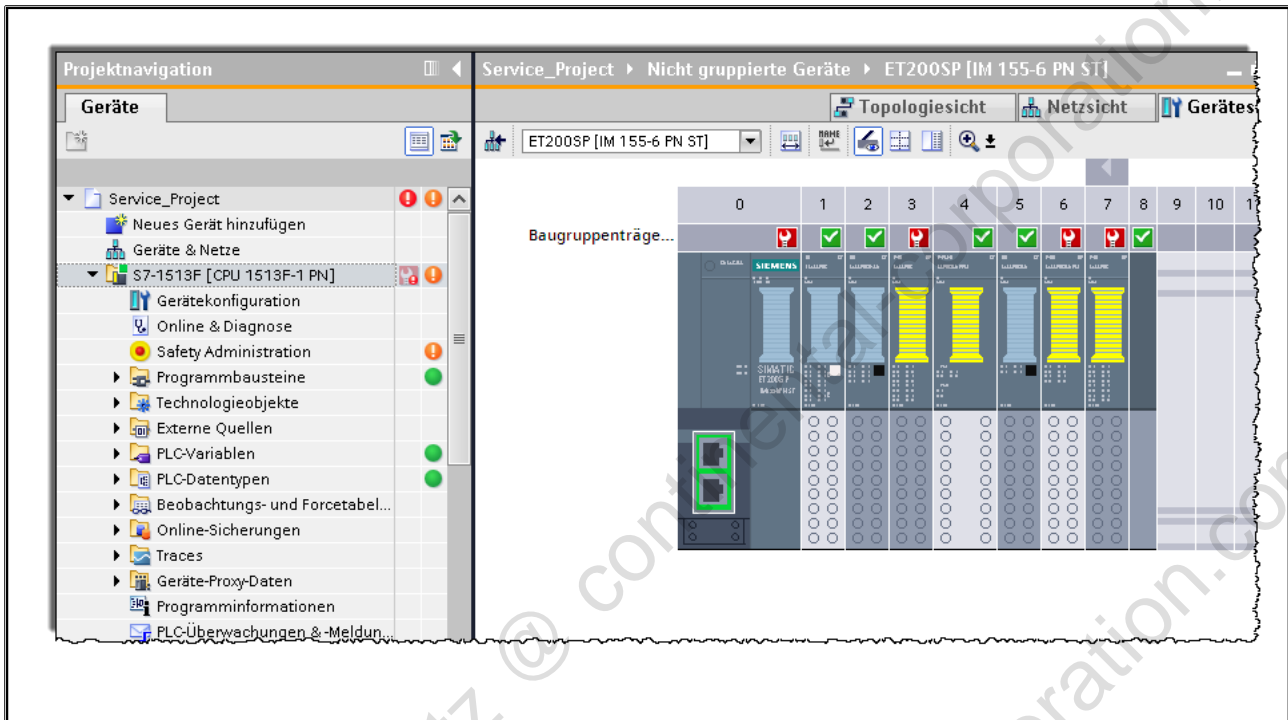 Projektnavigation
Service_Project ▸ Nicht gruppierte Geräte ▸ ET200SP [IM 155-6 PN ST]
Geräte
Topologiesicht
Netzsicht
Gerätes
ET200SP [IM 155-6 PN ST]
Service_Project
Neues Gerät hinzufügen
Geräte & Netze
S7-1513F [CPU 1513F-1 PN]
Gerätekonfiguration
Online & Diagnose
Safety Administration
Programmbausteine
Technologieobjekte
Externe Quellen
PLC-Variablen
PLC-Datentypen
Beobachtungs- und Forcetabel...
Online-Sicherungen
Traces
Geräte-Proxy-Daten
Programminformationen
PLC-Überwachungen & -Meldun...
0 1 2 3 4 5 6 7 8 9 10
Baugruppenträge...
SIEMENS
SIMATIC
@ continental-corporation